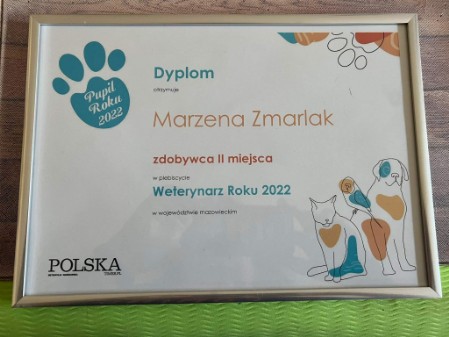 Pupil
Roku
2022
Dyplom
otrzymuje
Marzena Zmarlak
zdobywca II miejsca
w plebiscycie
Weterynarz Roku 2022
w województwie mazowieckim
POLSKA